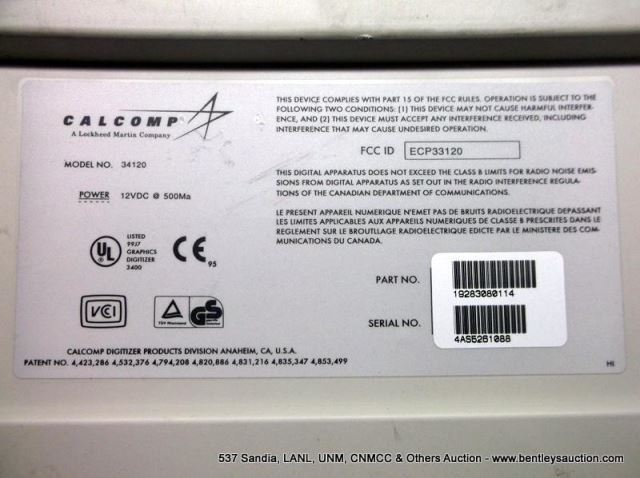 CALCOMP
A Lockheed Martin Company
MODEL NO. 34120
POWER 12VDC @ 500Ma
UL
LISTED
99J7
GRAPHICS
DIGITIZER
3400
CE 95
VCI
TÜV Rheinland
GS
THIS DEVICE COMPLIES WITH PART 15 OF THE FCC RULES. OPERATION IS SUBJECT TO THE
FOLLOWING TWO CONDITIONS: (1) THIS DEVICE MAY NOT CAUSE HARMFUL INTERFER-
ENCE, AND (2) THIS DEVICE MUST ACCEPT ANY INTERFERENCE RECEIVED, INCLUDING
INTERFERENCE THAT MAY CAUSE UNDESIRED OPERATION.
FCC ID ECP33120
THIS DIGITAL APPARATUS DOES NOT EXCEED THE CLASS B LIMITS FOR RADIO NOISE EMIS-
SIONS FROM DIGITAL APPARATUS AS SET OUT IN THE RADIO INTERFERENCE REGULA-
TIONS OF THE CANADIAN DEPARTMENT OF COMMUNICATIONS.
LE PRESENT APPAREIL NUMERIQUE N'EMET PAS DE BRUITS RADIOELECTRIQUE DEPASSANT
LES LIMITES APPLICABLES AUX APPAREILS NUMERIQUES DE CLASSE B PRESCRITES DANS LE
REGLEMENT SUR LE BROUILLAGE RADIOELECTRIQUE EDICTE PAR LE MINISTERE DES COM-
MUNICATIONS DU CANADA.
PART NO. 19283080114
SERIAL NO. 4AS5261088
CALCOMP DIGITIZER PRODUCTS DIVISION ANAHEIM, CA, U.S.A.
PATENT NO. 4,423,286 4,532,376 4,794,208 4,820,886 4,831,216 4,835,347 4,853,499
537 Sandia, LANL, UNM, CNMCC & Others Auction - www.bentleysauction.com